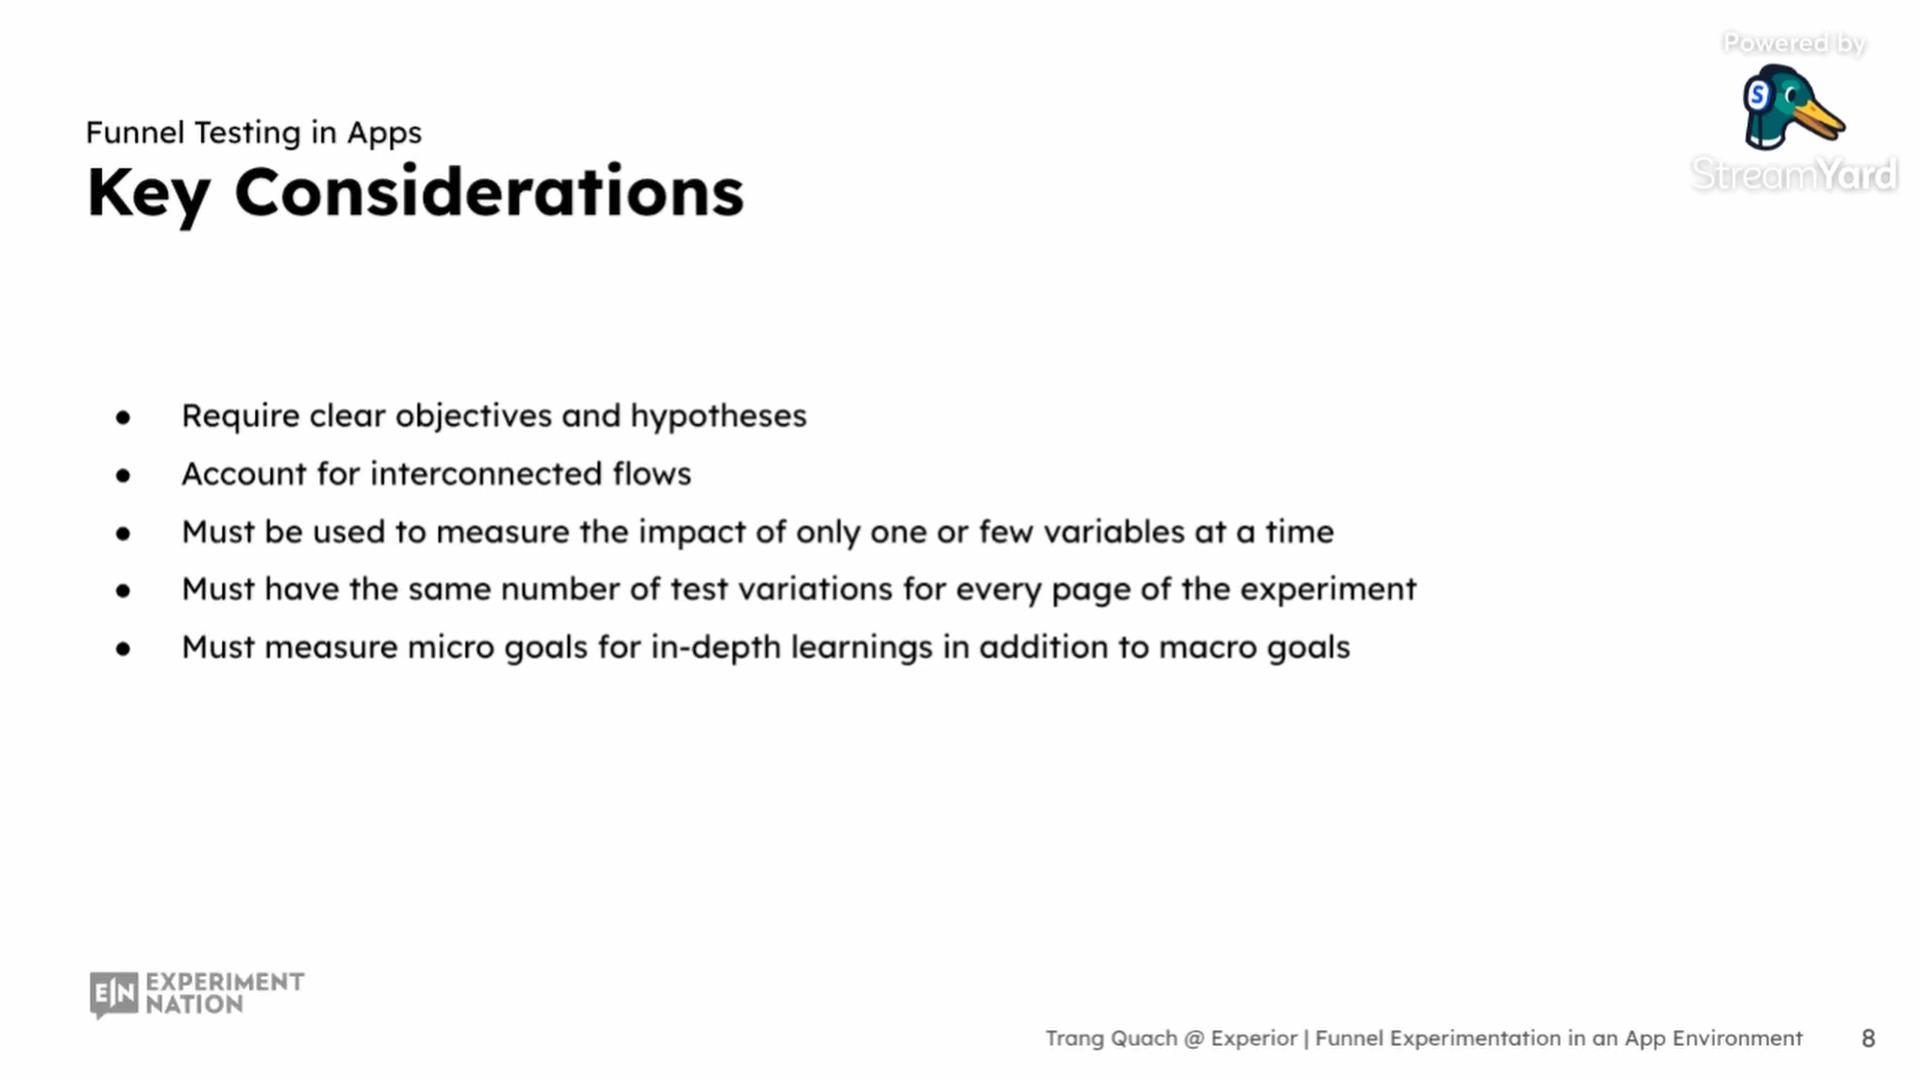 Powered by
S
StreamYard
Funnel Testing in Apps
Key Considerations
● Require clear objectives and hypotheses
● Account for interconnected flows
● Must be used to measure the impact of only one or few variables at a time
● Must have the same number of test variations for every page of the experiment
● Must measure micro goals for in-depth learnings in addition to macro goals
E|N EXPERIMENT
NATION
Trang Quach @ Experior | Funnel Experimentation in an App Environment 8